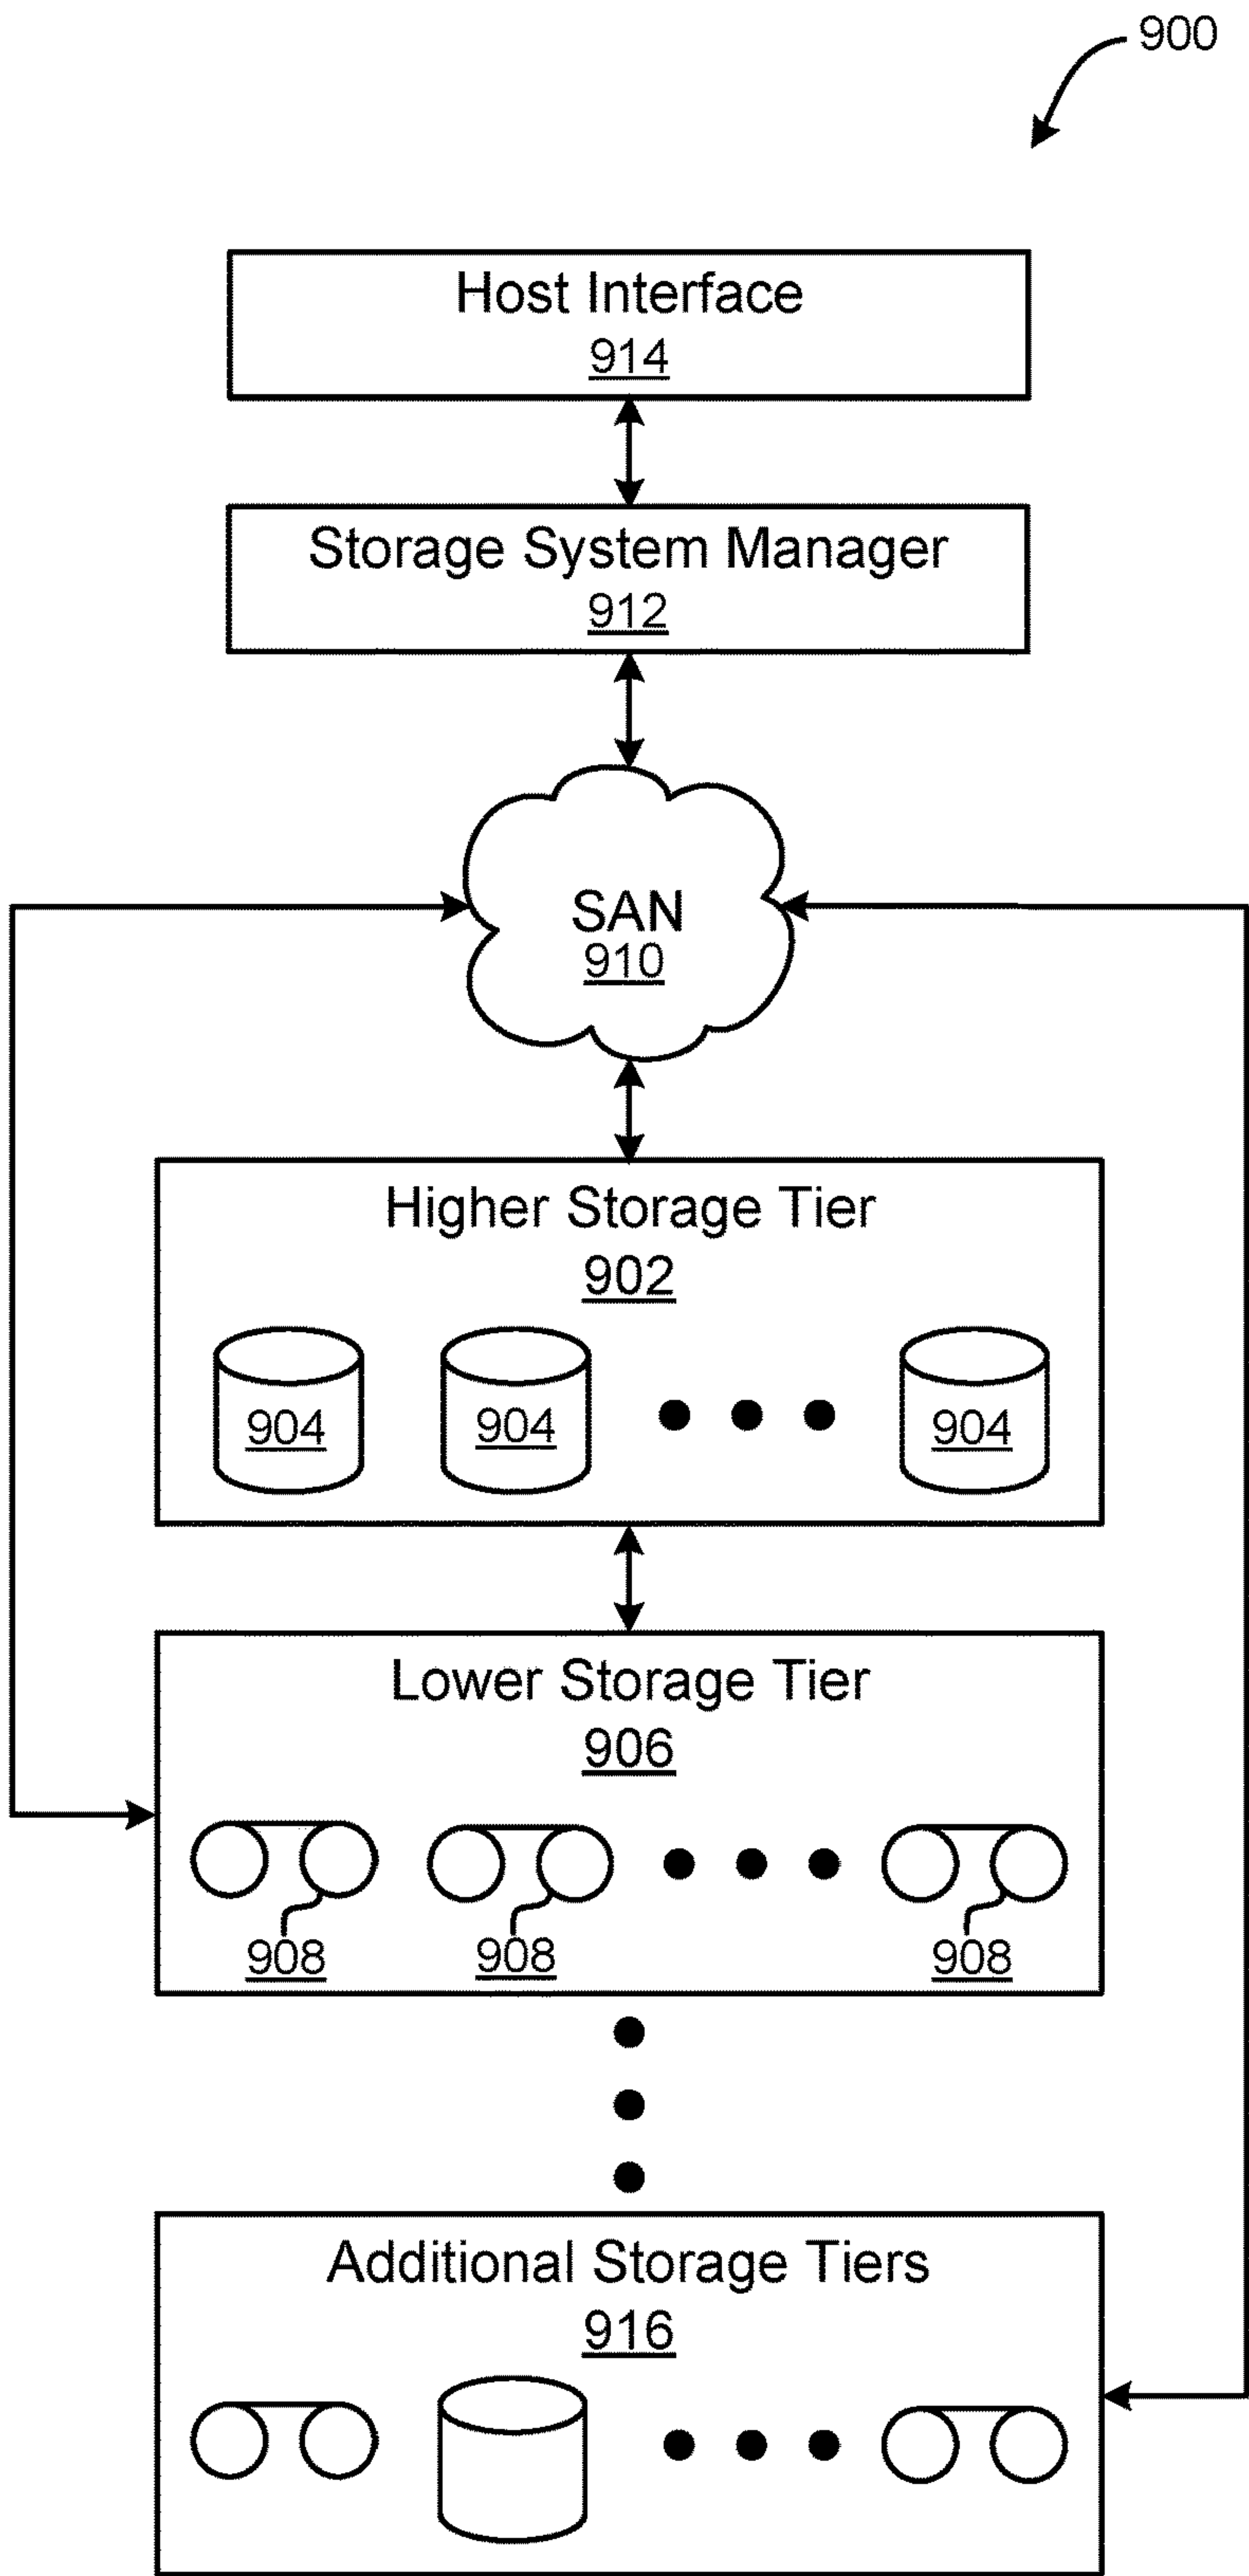 900
Host Interface
914
Storage System Manager
912
SAN
910
Higher Storage Tier
902
904 904 904
Lower Storage Tier
906
908 908 908
Additional Storage Tiers
916